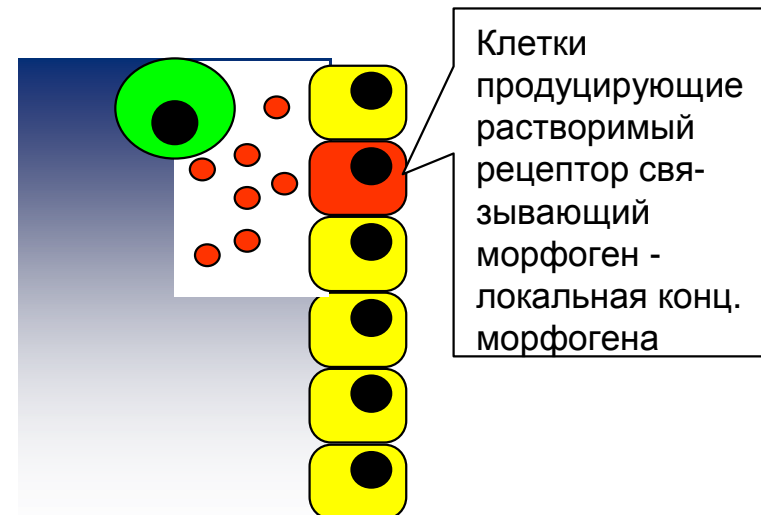 Клетки
продуцирующие
растворимый
рецептор свя-
зывающий
морфоген -
локальная конц.
морфогена